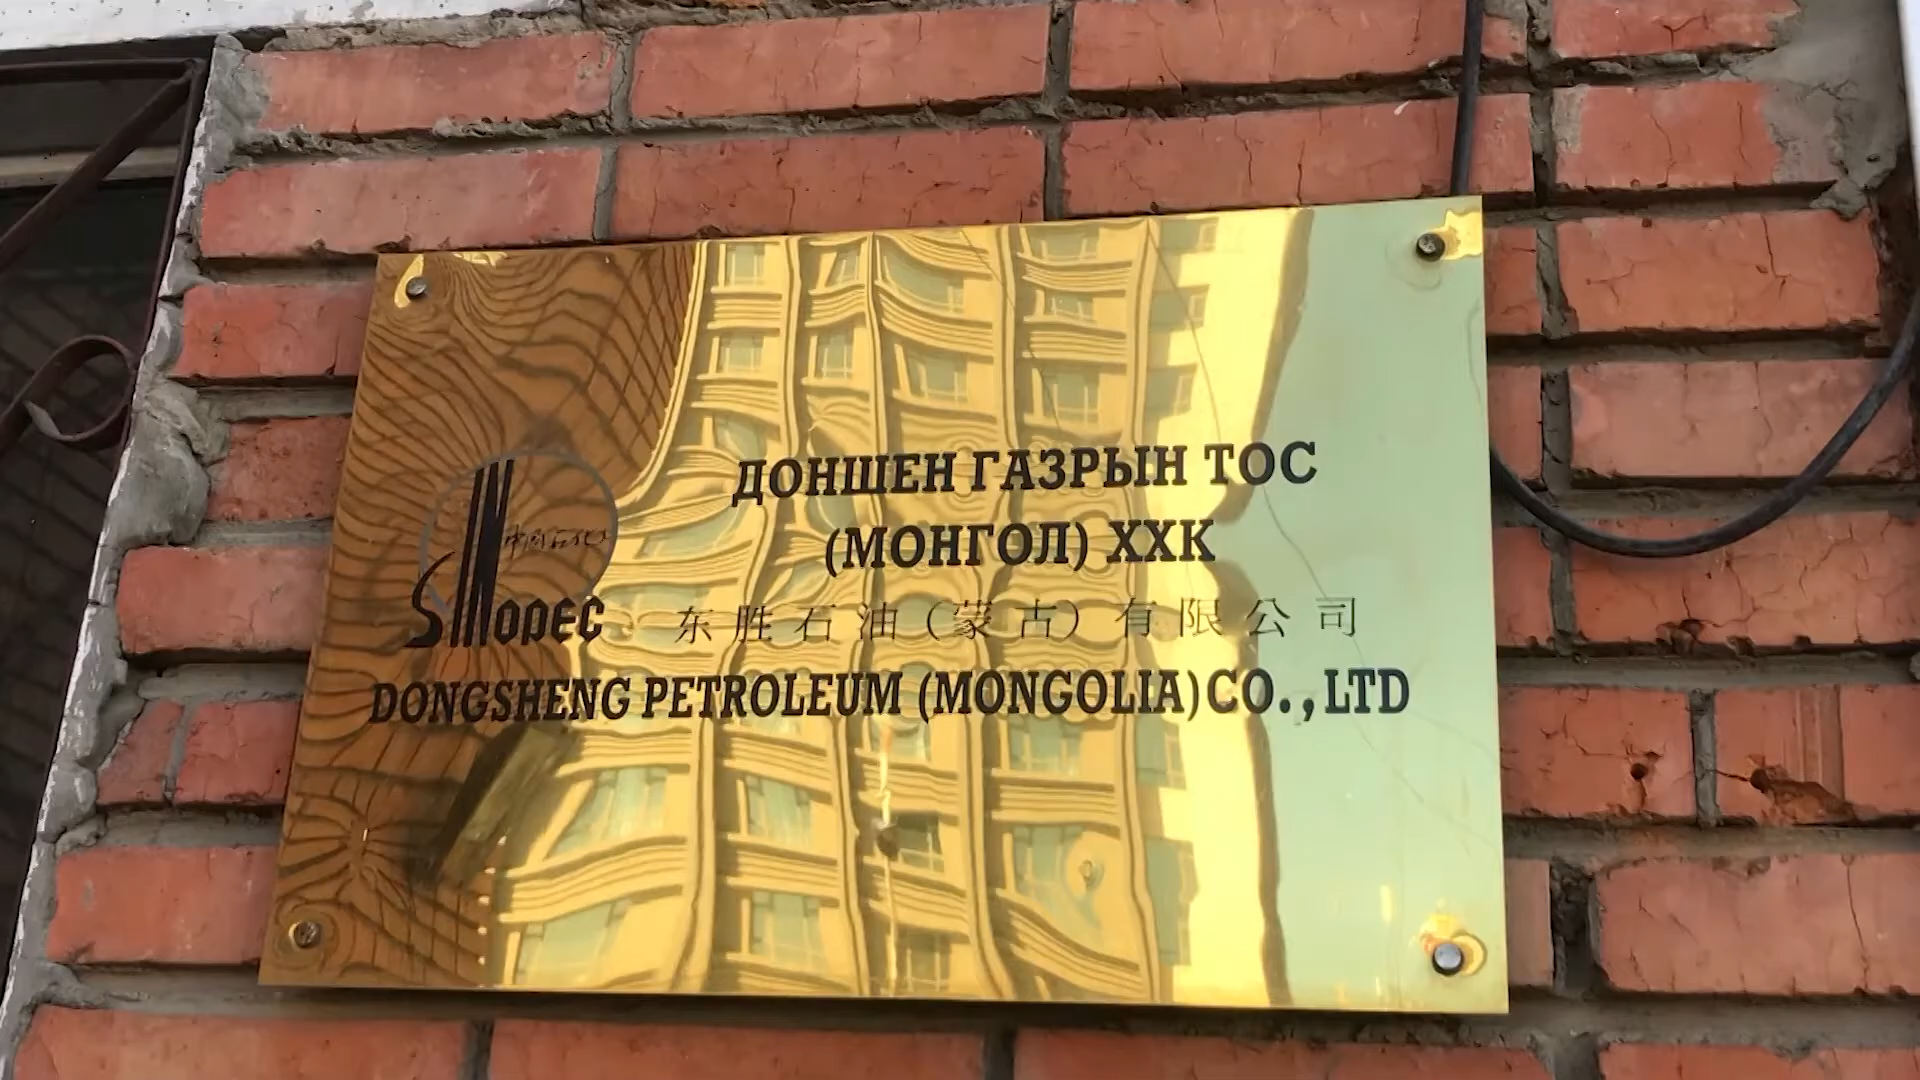 ДОНШЕН ГАЗРЫН ТОС
(МОНГОЛ) ХХК
SINOPEC
东胜石油（蒙古）有限公司
DONGSHENG PETROLEUM (MONGOLIA) CO.,LTD